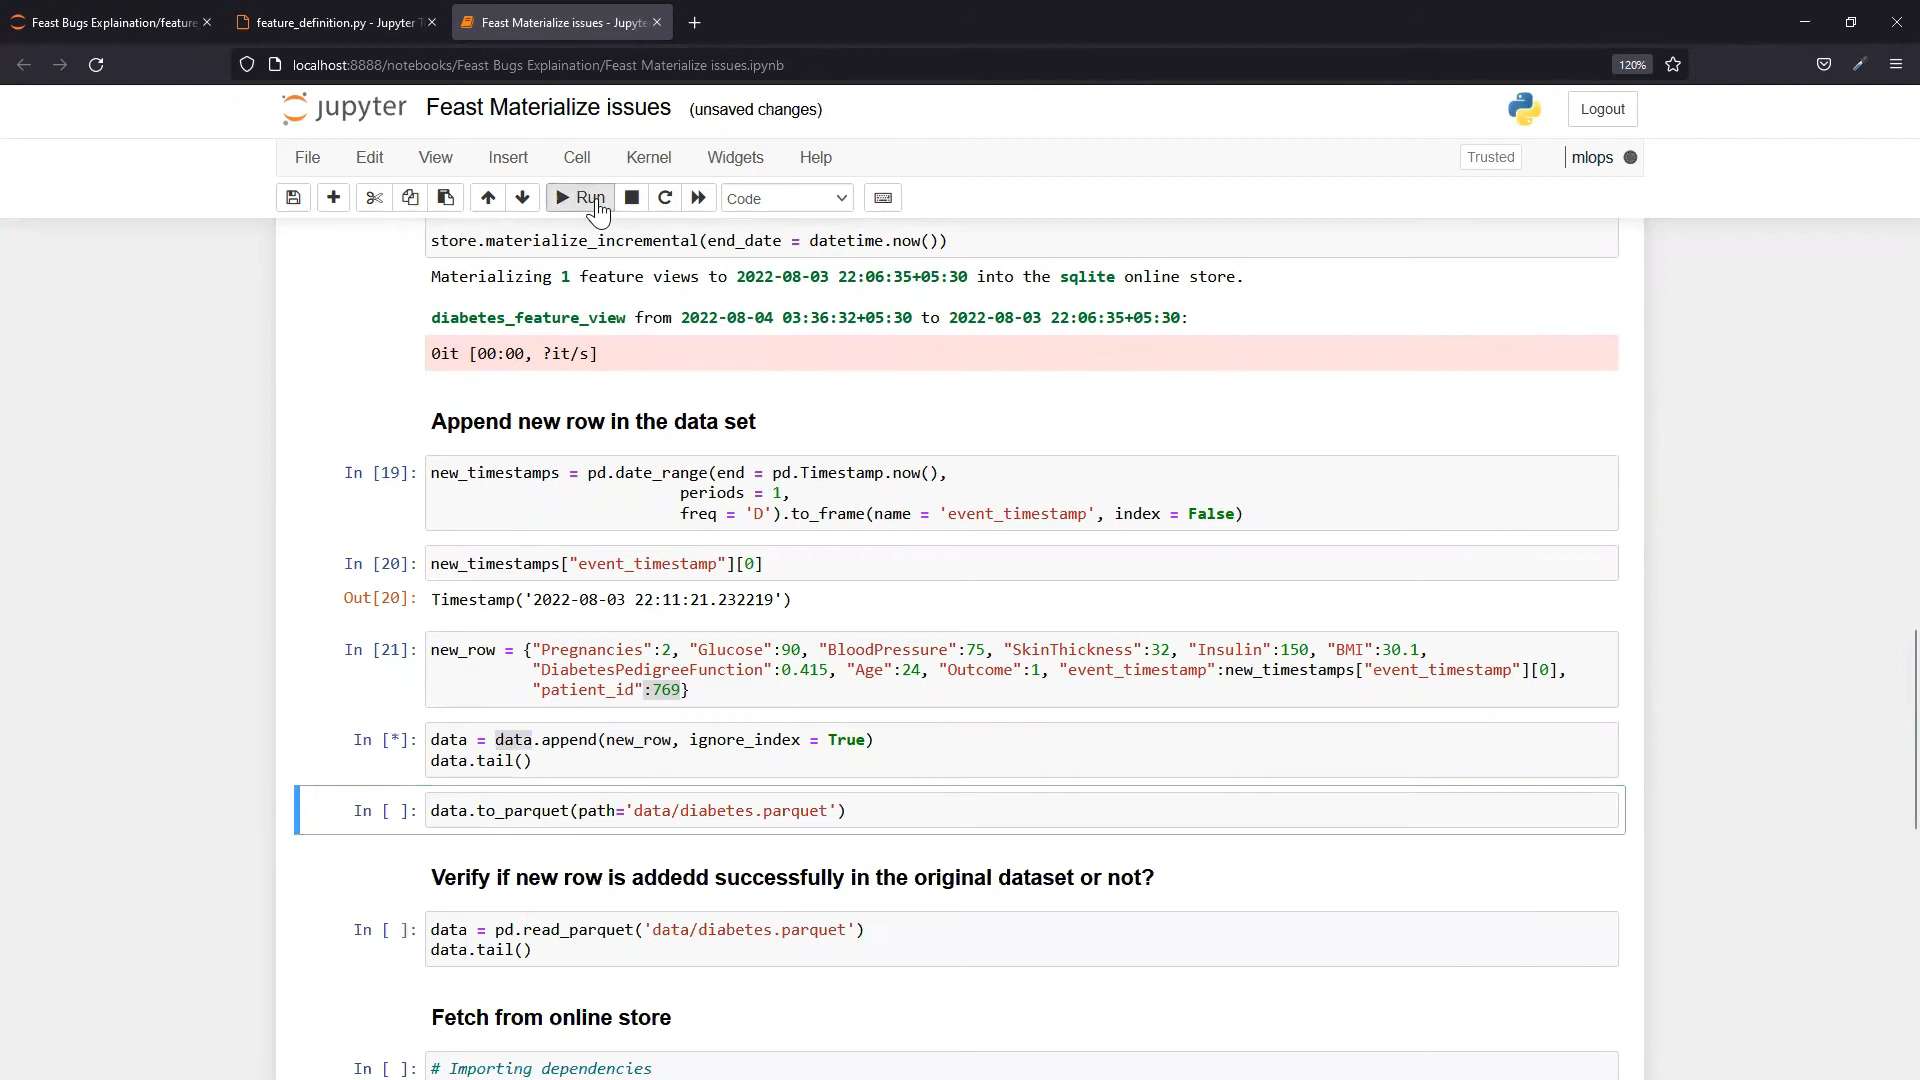 Feast Bugs Explaination/feature
feature_definition.py - Jupyter T
Feast Materialize issues - Jupyte
localhost:8888/notebooks/Feast Bugs Explaination/Feast Materialize issues.ipynb
120%
jupyter Feast Materialize issues (unsaved changes)
Logout
File Edit View Insert Cell Kernel Widgets Help
Trusted
mlops
Run
Code
store.materialize_incremental(end_date = datetime.now())
Materializing 1 feature views to 2022-08-03 22:06:35+05:30 into the sqlite online store.
diabetes_feature_view from 2022-08-04 03:36:32+05:30 to 2022-08-03 22:06:35+05:30:
0it [00:00, ?it/s]
Append new row in the data set
In [19]: new_timestamps = pd.date_range(end = pd.Timestamp.now(),
periods = 1,
freq = 'D').to_frame(name = 'event_timestamp', index = False)
In [20]: new_timestamps["event_timestamp"][0]
Out[20]: Timestamp('2022-08-03 22:11:21.232219')
In [21]: new_row = {"Pregnancies":2, "Glucose":90, "BloodPressure":75, "SkinThickness":32, "Insulin":150, "BMI":30.1,
"DiabetesPedigreeFunction":0.415, "Age":24, "Outcome":1, "event_timestamp":new_timestamps["event_timestamp"][0],
"patient_id":769}
In [*]: data = data.append(new_row, ignore_index = True)
data.tail()
In [ ]: data.to_parquet(path='data/diabetes.parquet')
Verify if new row is addedd successfully in the original dataset or not?
In [ ]: data = pd.read_parquet('data/diabetes.parquet')
data.tail()
Fetch from online store
In [ ]: # Importing dependencies